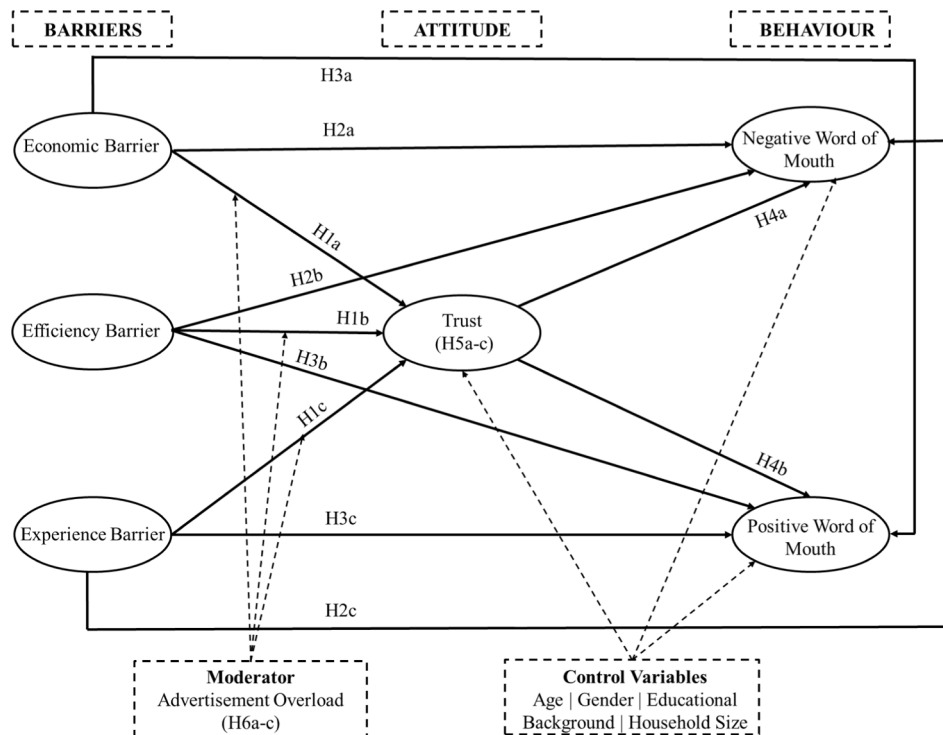 BARRIERS
ATTITUDE
BEHAVIOUR
H3a
Economic Barrier
H2a
Negative Word of
Mouth
H1a
H4a
H2b
Efficiency Barrier
H1b
Trust
(H5a-c)
H3b
H1c
H4b
Experience Barrier
H3c
Positive Word of
Mouth
H2c
Moderator
Advertisement Overload
(H6a-c)
Control Variables
Age | Gender | Educational
Background | Household Size